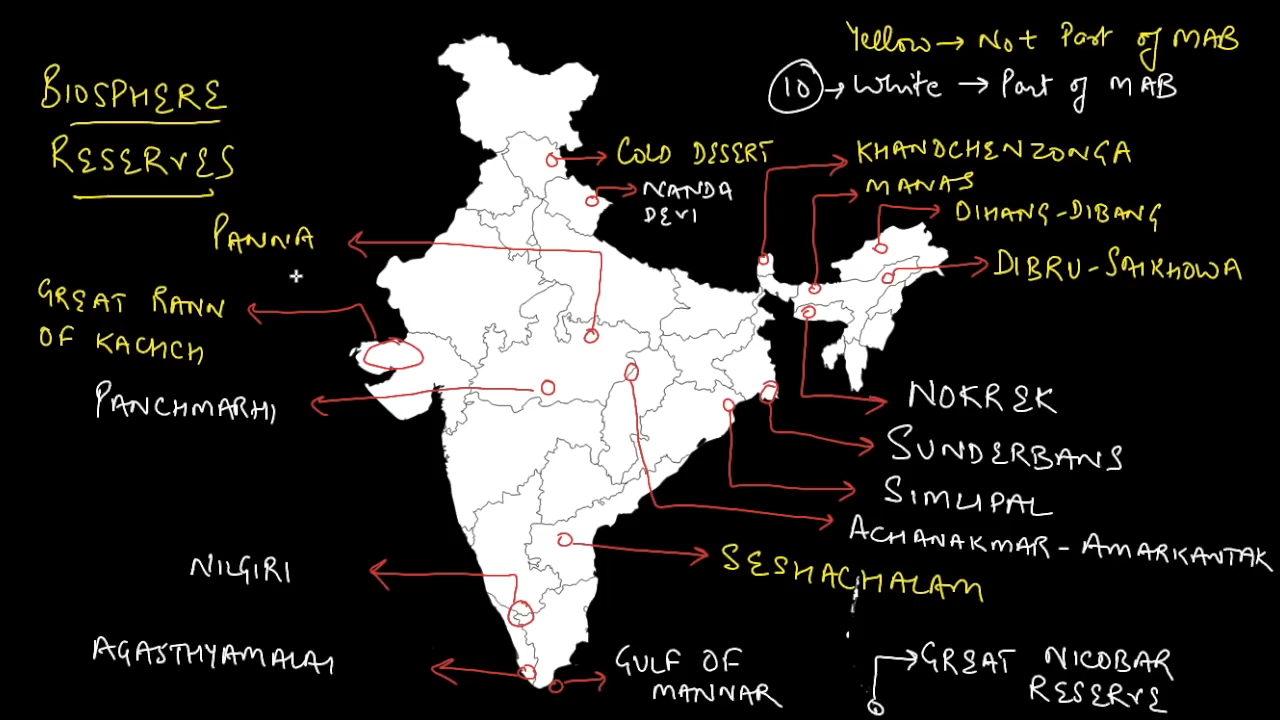 Yellow → Not Part of MAB
10 → White → Part of MAB
BIOSPHERE
RESERVES
COLD DESERT
NANDA
DEVI
KHANDCHENZONGA
MANAS
DIHANG-DIBANG
DIBRU-SAIKHOWA
PANNA
GREAT RANN
OF KACHCH
PANCHMARHI
NOKREK
SUNDERBANS
SIMLIPAL
ACHANAKMAR-AMARKANTAK
SESHACHALAM
NILGIRI
AGASTHYAMALAI
GULF OF
MANNAR
GREAT NICOBAR
RESERVE